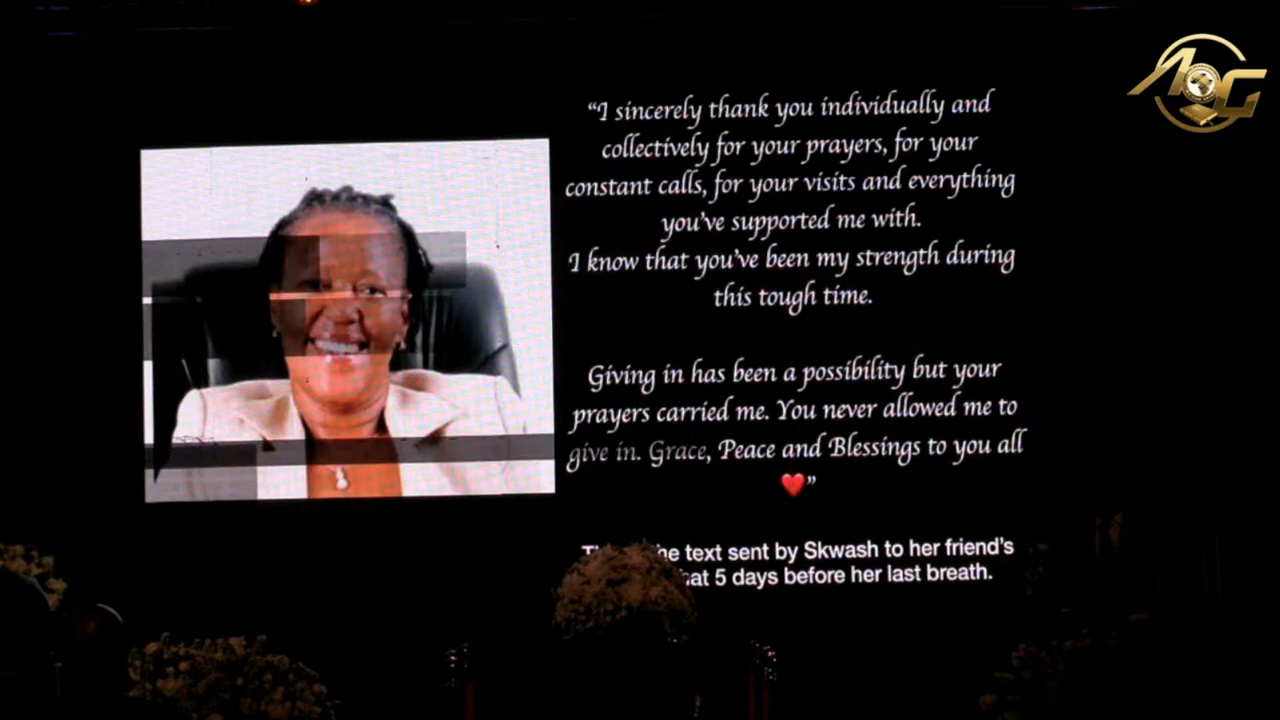 “I sincerely thank you individually and
collectively for your prayers, for your
constant calls, for your visits and everything
you've supported me with.
I know that you've been my strength during
this tough time.
Giving in has been a possibility but your
prayers carried me. You never allowed me to
give in. Grace, Peace and Blessings to you all
❤️”
text sent by Skwash to her friend's
5 days before her last breath.
AOG